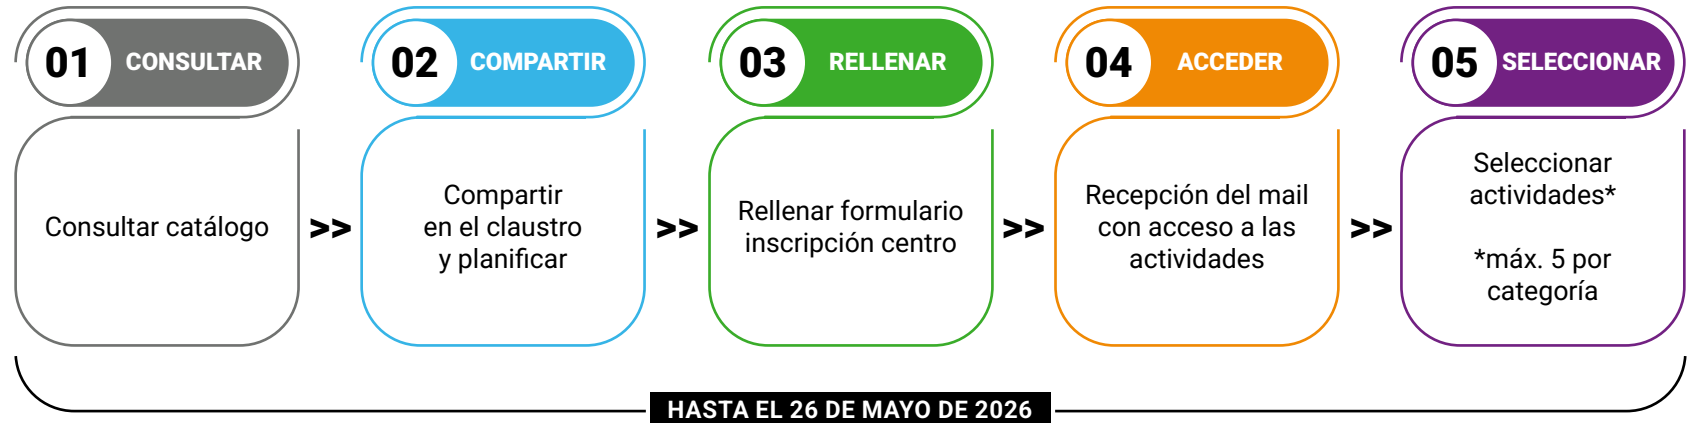 01 CONSULTAR
Consultar catálogo
>>
02 COMPARTIR
Compartir
en el claustro
y planificar
>>
03 RELLENAR
Rellenar formulario
inscripción centro
>>
04 ACCEDER
Recepción del mail
con acceso a las
actividades
>>
05 SELECCIONAR
Seleccionar
actividades*
*máx. 5 por
categoría
HASTA EL 26 DE MAYO DE 2026